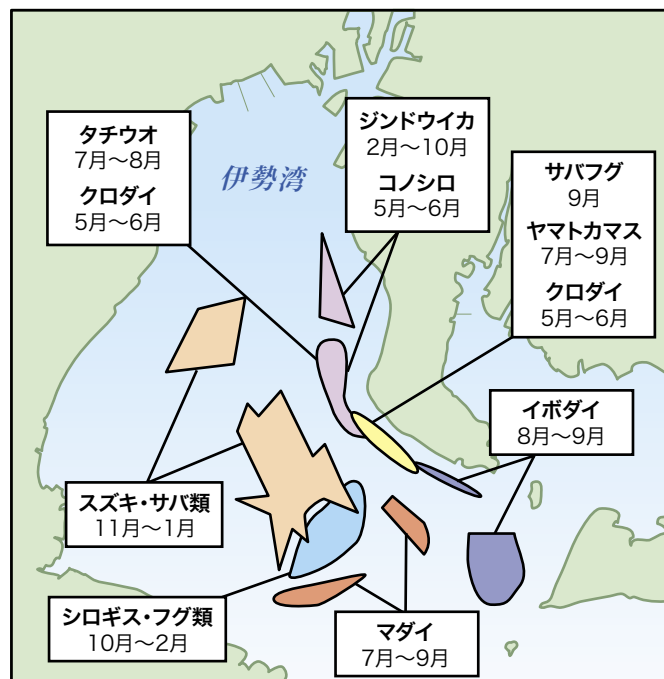 タチウオ
7月～8月
クロダイ
5月～6月
ジンドウイカ
2月～10月
コノシロ
5月～6月
サバフグ
9月
ヤマトカマス
7月～9月
クロダイ
5月～6月
伊勢湾
イボダイ
8月～9月
スズキ・サバ類
11月～1月
シロギス・フグ類
10月～2月
マダイ
7月～9月